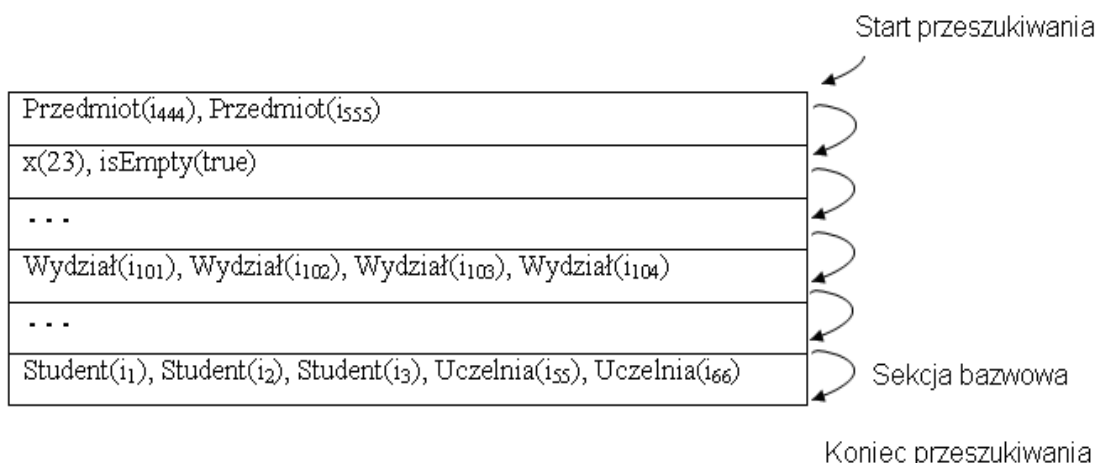 Start przeszukiwania
Przedmiot(i₄₄₄), Przedmiot(i₅₅₅)
x(23), isEmpty(true)
...
Wydział(i₁₀₁), Wydział(i₁₀₂), Wydział(i₁₀₃), Wydział(i₁₀₄)
...
Student(i₁), Student(i₂), Student(i₃), Uczelnia(i₅₅), Uczelnia(i₆₆)
Sekcja bazwowa
Koniec przeszukiwania